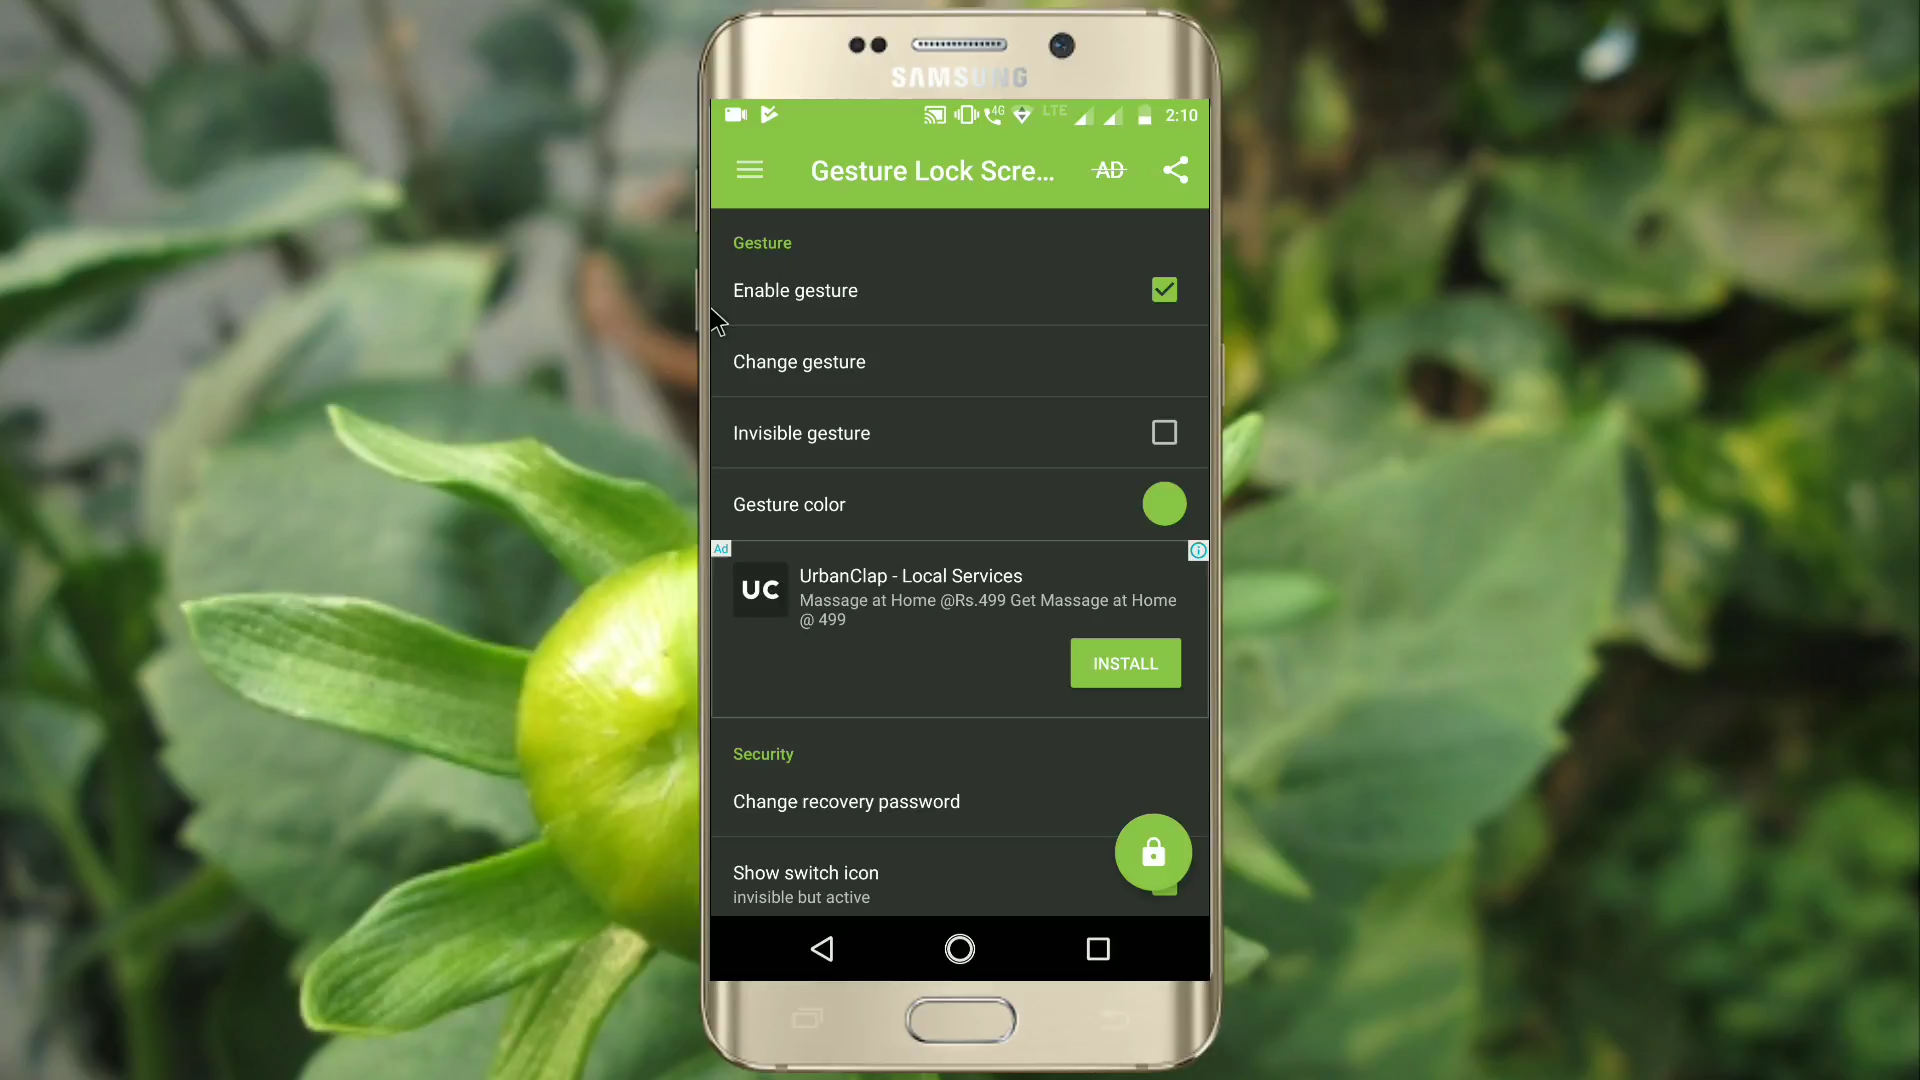 SAMSUNG
4G LTE 2:10
Gesture Lock Scre... AD
Gesture
Enable gesture
Change gesture
Invisible gesture
Gesture color
Ad
UC
UrbanClap - Local Services
Massage at Home @Rs.499 Get Massage at Home
@ 499
INSTALL
Security
Change recovery password
Show switch icon
invisible but active